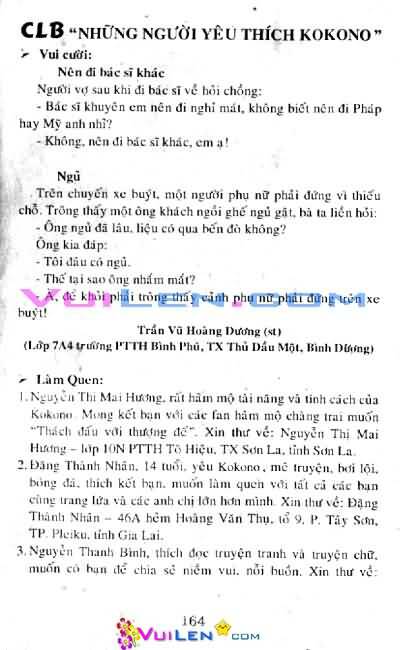 CLB "NHỮNG NGƯỜI YÊU THÍCH KOKONO"
➤ Vui cười:
Nên đi bác sĩ khác
Người vợ sau khi đi bác sĩ về hỏi chồng:
- Bác sĩ khuyên em nên đi nghỉ mát, không biết nên đi Pháp
hay Mỹ anh nhỉ?
- Không, nên đi bác sĩ khác, em ạ!
Ngủ
Trên chuyến xe buýt, một người phụ nữ phải đứng vì thiếu
chỗ. Trông thấy một ông khách ngồi ghế ngủ gật, bà ta liền hỏi:
- Ông ngủ đã lâu, liệu có qua bến đò không?
Ông kia đáp:
- Tôi đâu có ngủ.
- Thế tại sao ông nhắm mắt?
- À, để khỏi phải trông thấy cảnh phụ nữ phải đứng trên xe
buýt!
VUILEN.COM
Trần Vũ Hoàng Dương (st)
(Lớp 7A4 trường PTTH Bình Phú, TX Thủ Dầu Một, Bình Dương)
➤ Làm Quen:
1. Nguyễn Thị Mai Hương, rất hâm mộ tài năng và tính cách của
Kokono. Mong kết bạn với các fan hâm mộ chàng trai muốn
"Thách đấu với thượng đế". Xin thư về: Nguyễn Thị Mai
Hương – lớp 10N PTTH Tô Hiệu, TX Sơn La, tỉnh Sơn La.
2. Đặng Thành Nhân, 14 tuổi, yêu Kokono, mê truyện, bơi lội,
bóng đá, thích kết bạn, muốn làm quen với tất cả các bạn
cùng trang lứa và các anh chị lớn hơn mình. Xin thư về: Đặng
Thành Nhân – 46A hẻm Hoàng Văn Thụ, tổ 9, P. Tây Sơn,
TP. Pleiku, tỉnh Gia Lai.
3. Nguyễn Thanh Bình, thích đọc truyện tranh và truyện chữ,
muốn có bạn để chia sẻ niềm vui, nỗi buồn. Xin thư về:
164
VUILEN.COM